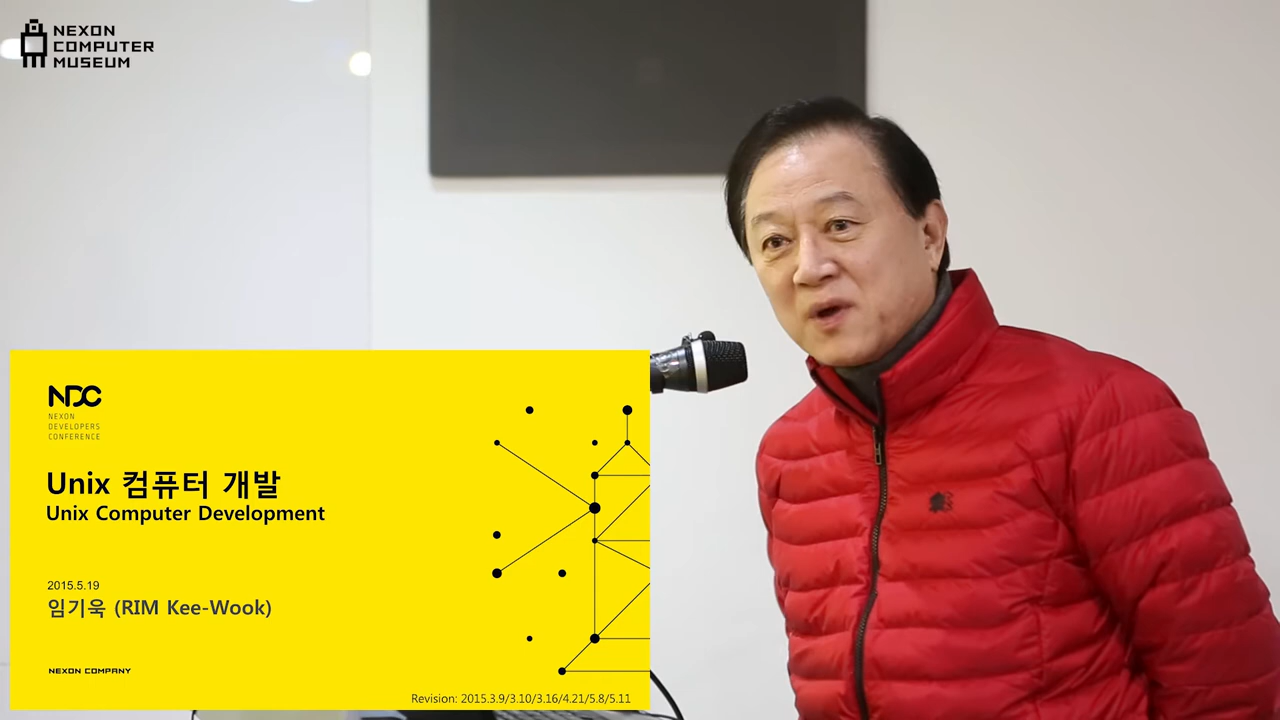 NEXON
COMPUTER
MUSEUM
NDC
NEXON
DEVELOPERS
CONFERENCE
Unix 컴퓨터 개발
Unix Computer Development
2015.5.19
임기욱 (RIM Kee-Wook)
NEXON COMPANY
Revision: 2015.3.9/3.10/3.16/4.21/5.8/5.11